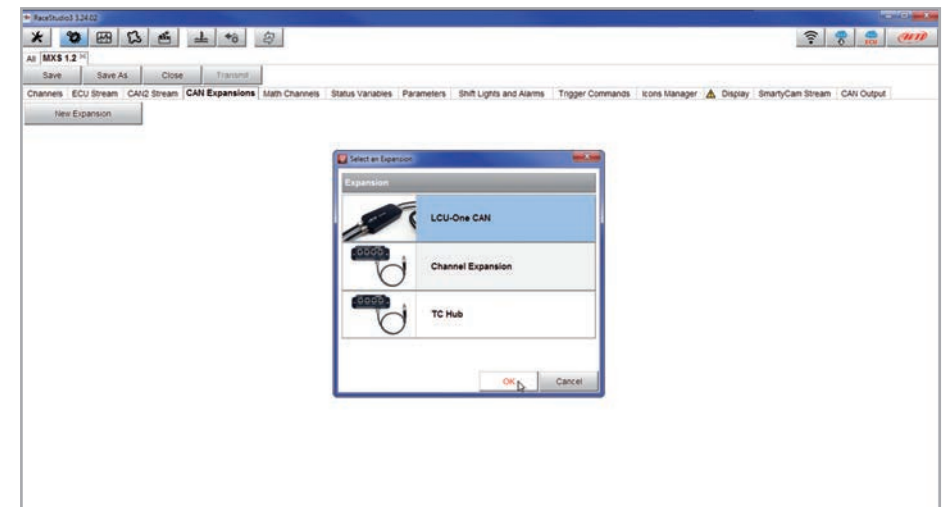 RaceStudio3 3.24.02
ECU
AiM
All MXS 1.2
Save Save As Close Transmit
Channels ECU Stream CAN2 Stream CAN Expansions Math Channels Status Variables Parameters Shift Lights and Alarms Trigger Commands Icons Manager Display SmartyCam Stream CAN Output
New Expansion
Select an Expansion
Expansion
LCU-One CAN
Channel Expansion
TC Hub
OK Cancel